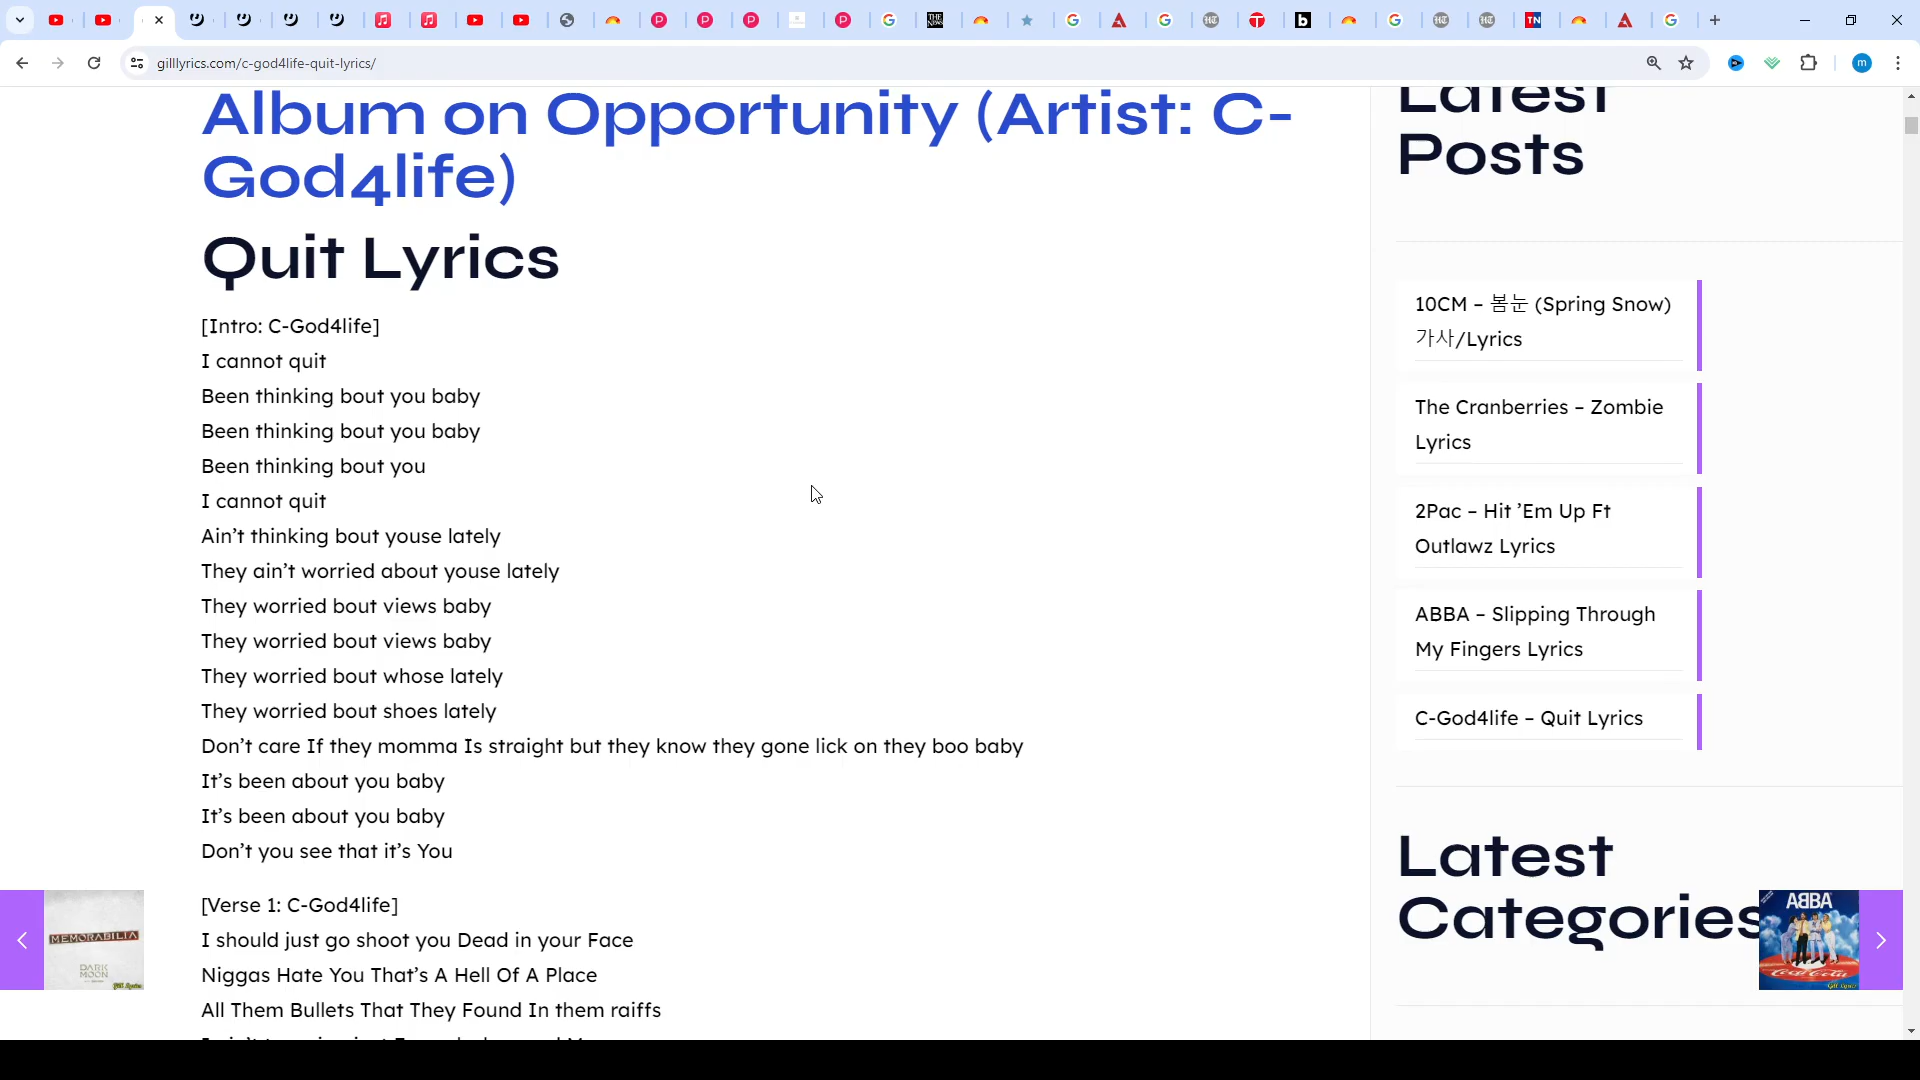 gilllyrics.com/c-god4life-quit-lyrics/
m
Album on Opportunity (Artist: C-
God4life)
Quit Lyrics
[Intro: C-God4life]
I cannot quit
Been thinking bout you baby
Been thinking bout you baby
Been thinking bout you
I cannot quit
Ain’t thinking bout youse lately
They ain’t worried about youse lately
They worried bout views baby
They worried bout views baby
They worried bout whose lately
They worried bout shoes lately
Don’t care If they momma Is straight but they know they gone lick on they boo baby
It’s been about you baby
It’s been about you baby
Don’t you see that it’s You
[Verse 1: C-God4life]
I should just go shoot you Dead in your Face
Niggas Hate You That’s A Hell Of A Place
All Them Bullets That They Found In them raiffs
Latest
Posts
10CM – 봄눈 (Spring Snow)
가사/Lyrics
The Cranberries – Zombie
Lyrics
2Pac – Hit ’Em Up Ft
Outlawz Lyrics
ABBA – Slipping Through
My Fingers Lyrics
C-God4life – Quit Lyrics
Latest
Categories
MEMORABILIA
DARK
MOON
Gill Lyrics
ABBA
Coca-Cola
Gill Lyrics